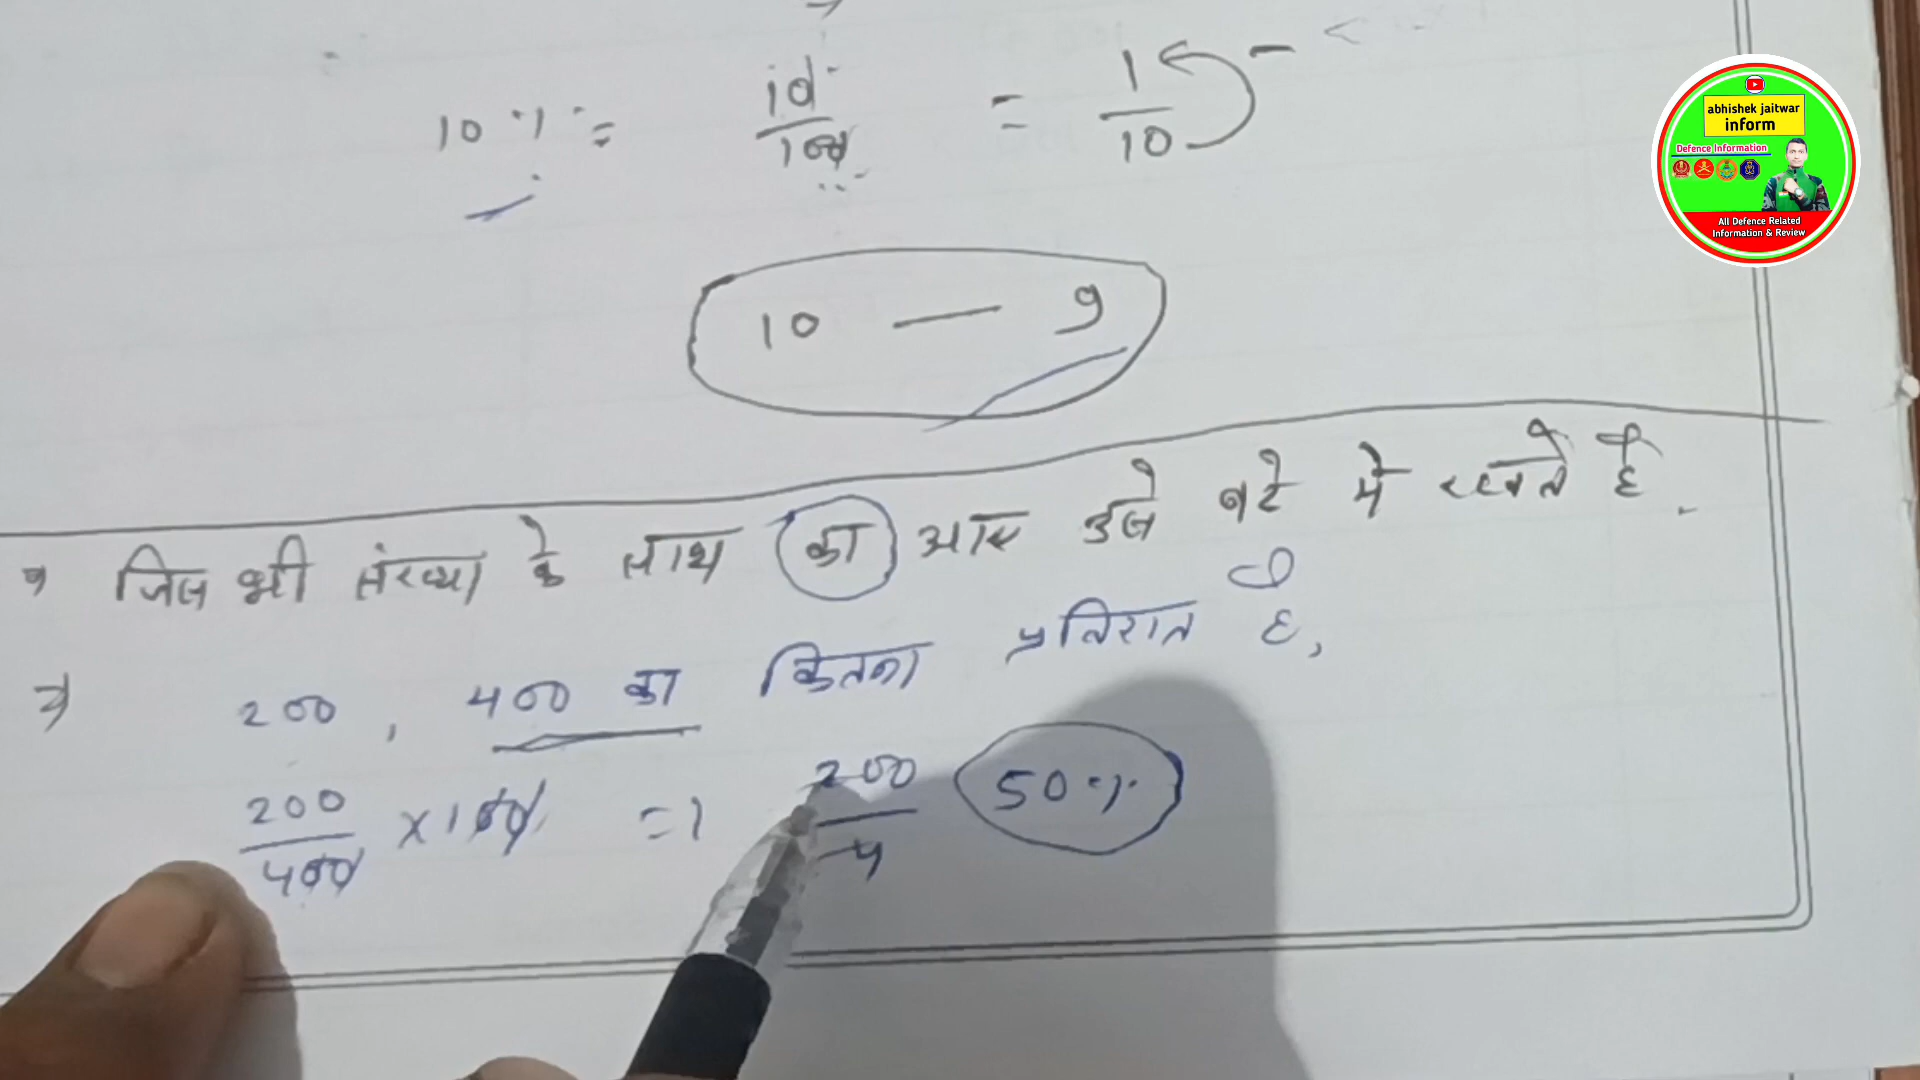 10 % = 10/100 = 1/10 -
10 — 9
जिस भी संख्या के साथ का आए उसे बटे में रखते है.
200 , 400 का कितना प्रतिशत है,
200/400 × 100 = 200/4 50%
abhishek jaitwar
inform
Defence Information
All Defence Related
Information & Review